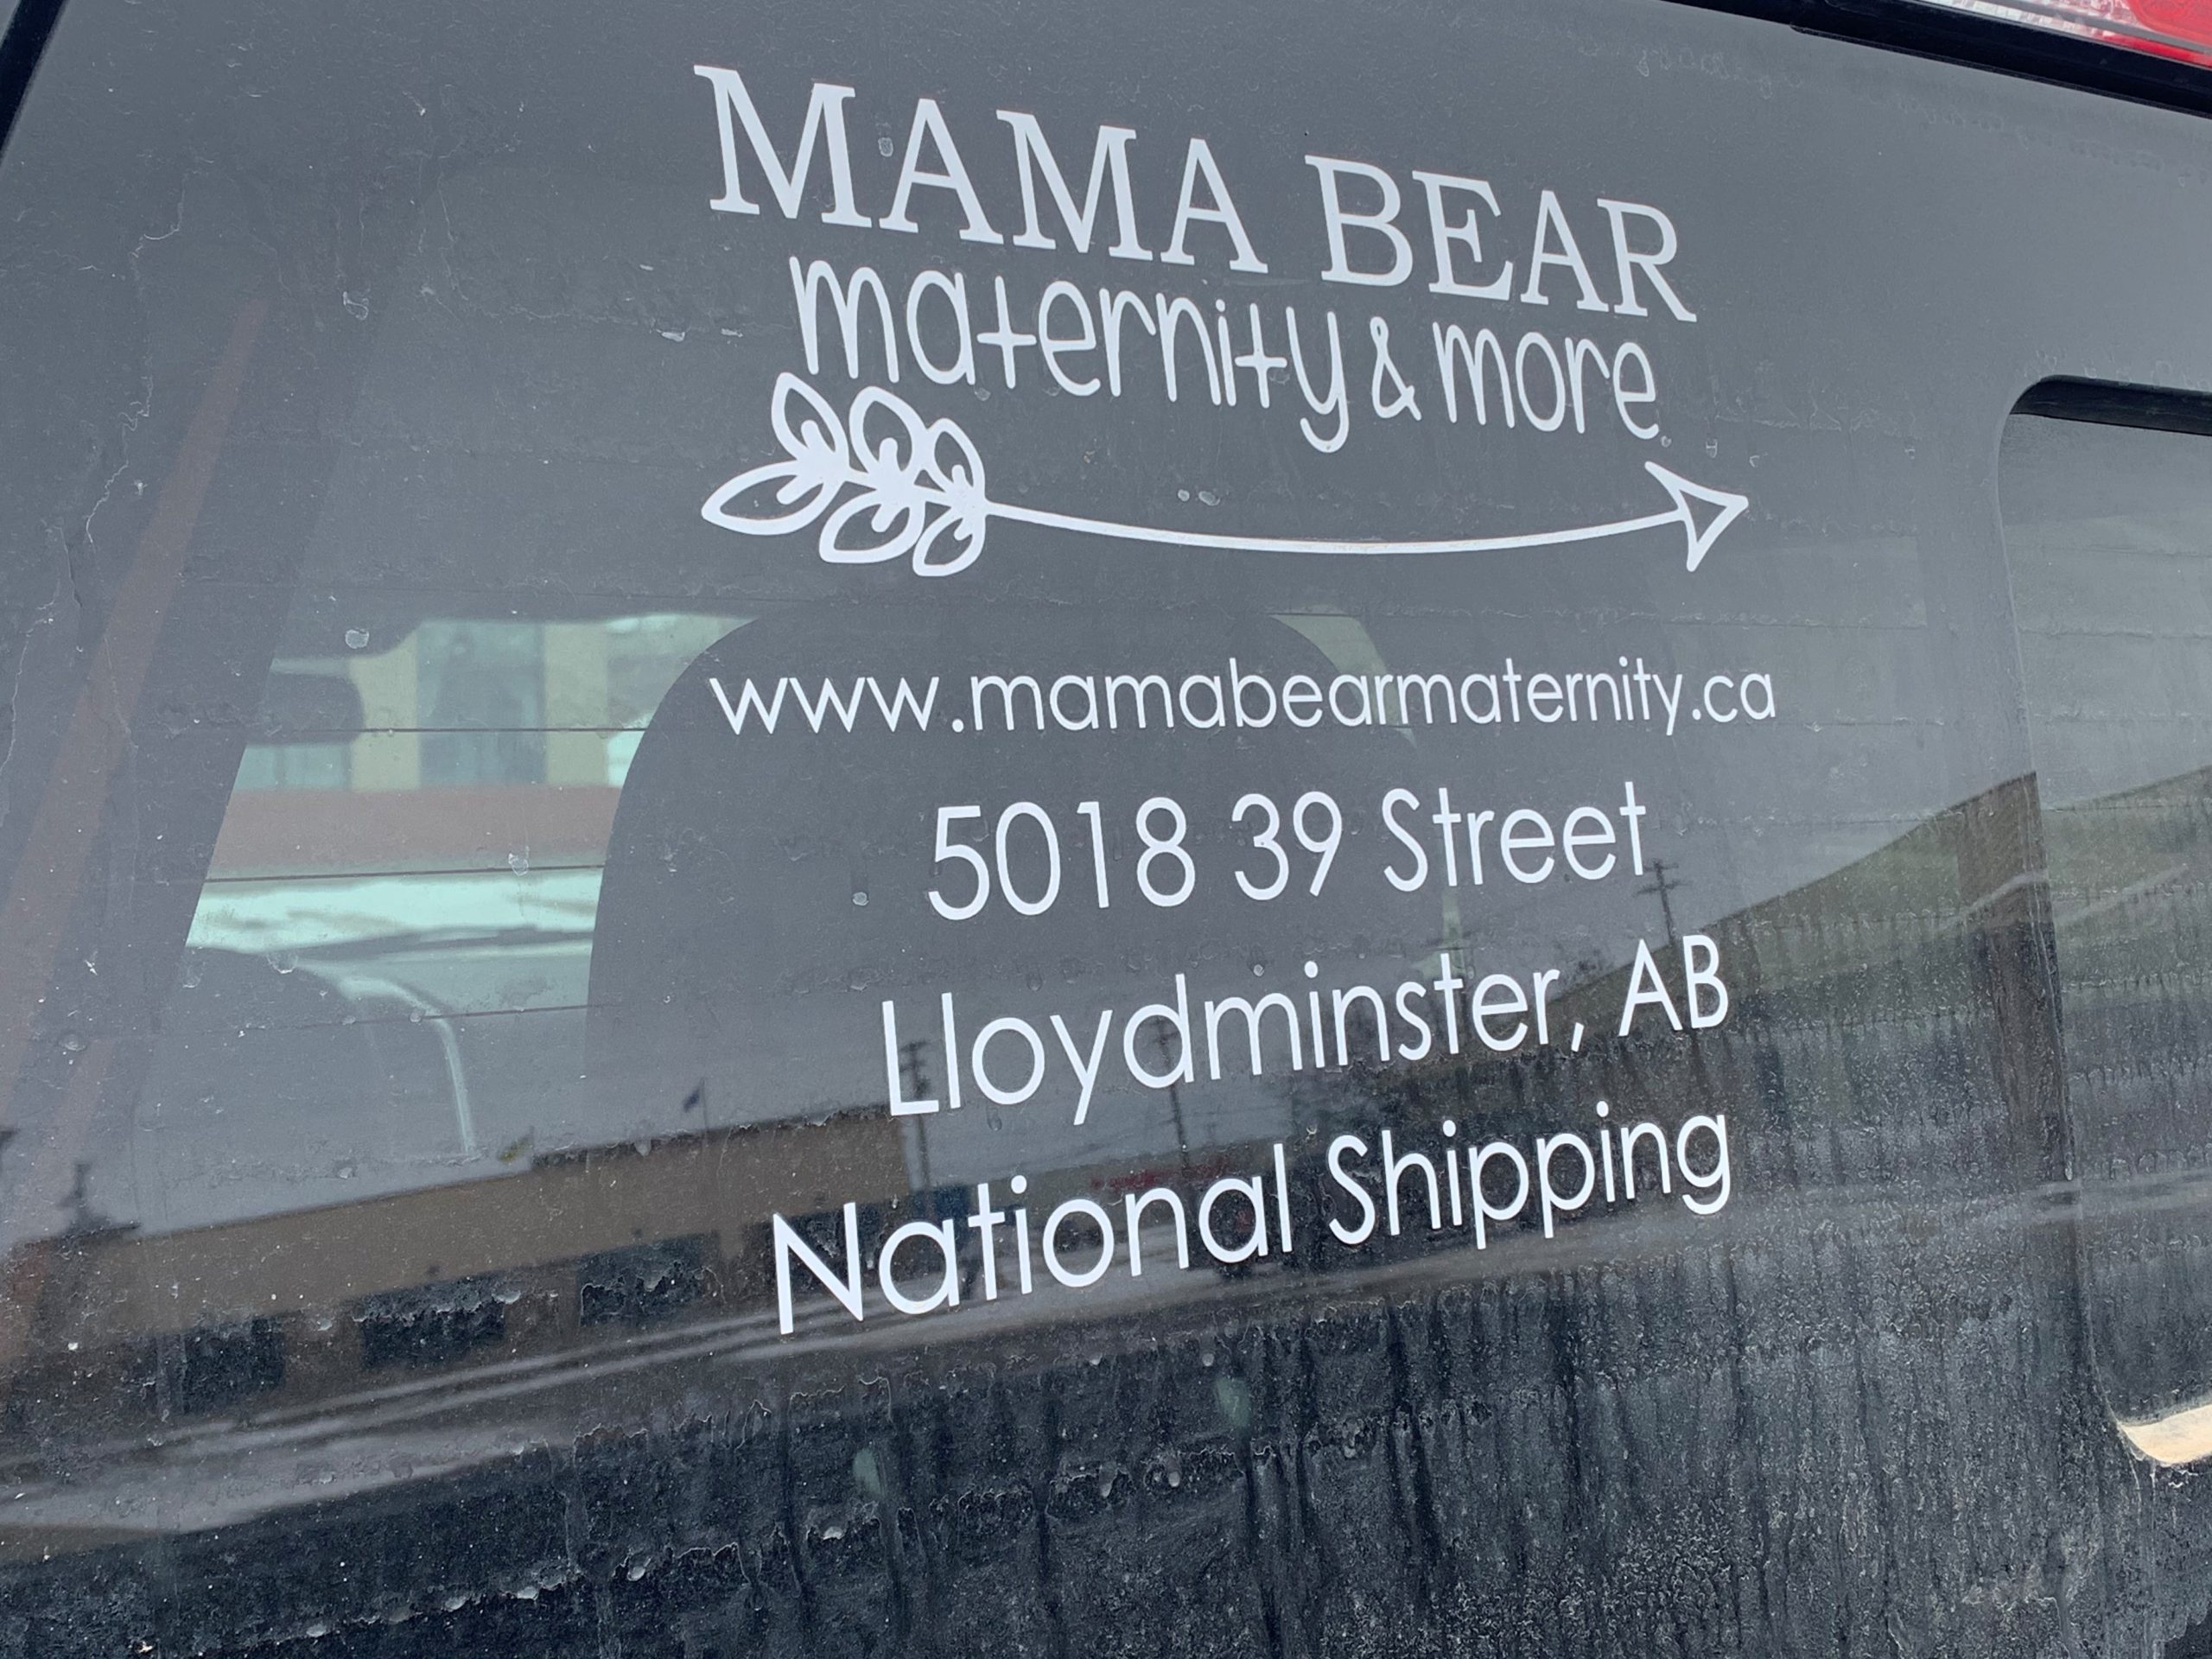 MAMA BEAR
maternity & more
www.mamabearmaternity.ca
5018 39 Street
Lloydminster, AB
National Shipping